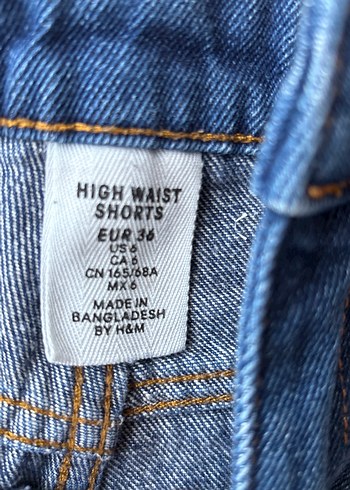 HIGH WAIST
SHORTS
EUR 36
US 6
CA 6
CN 165/68A
MX 6
MADE IN
BANGLADESH
BY H&M